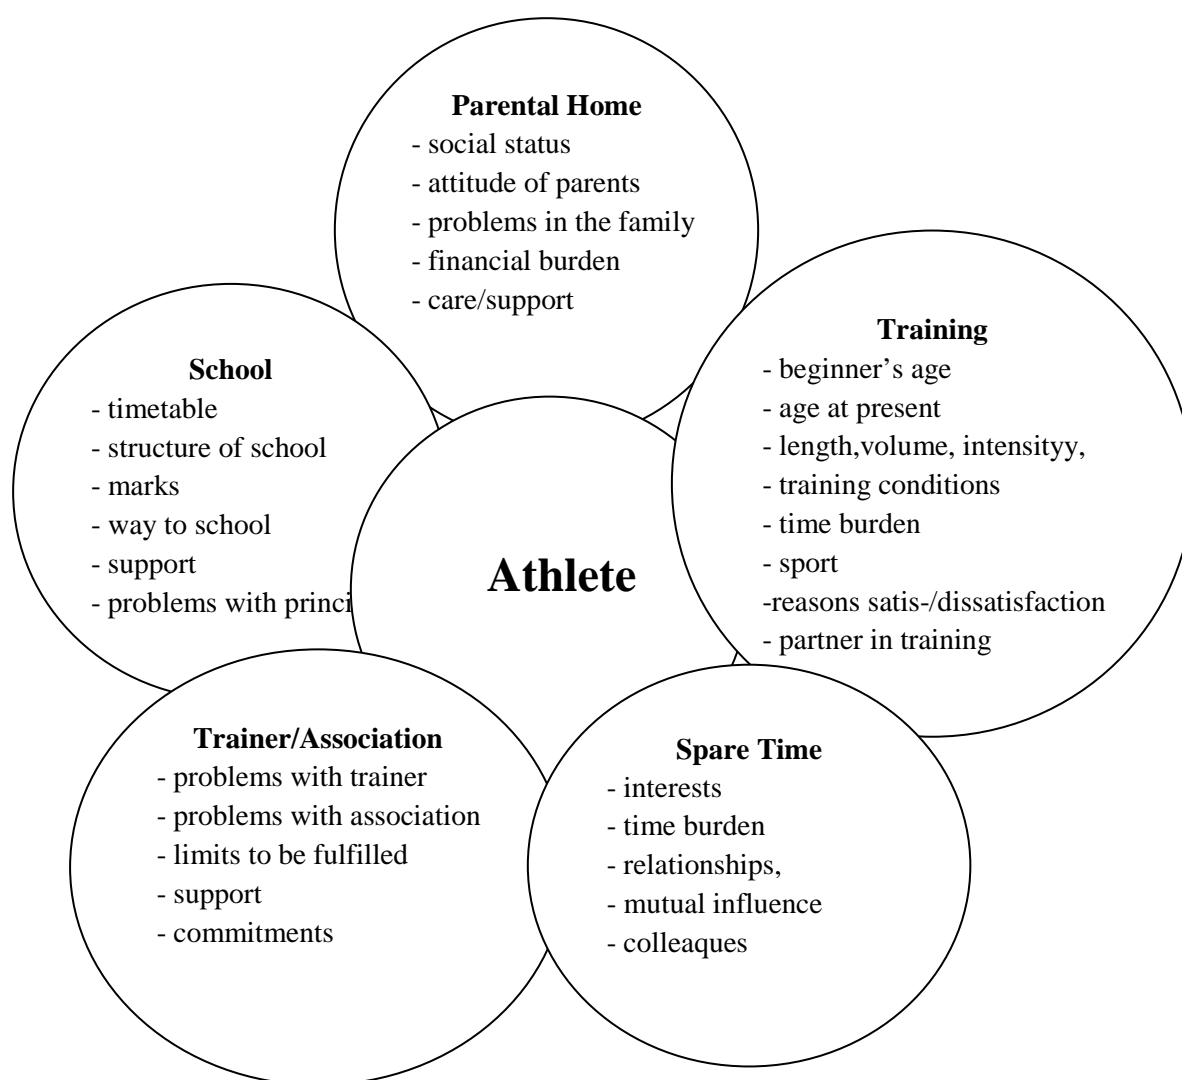 Parental Home
- social status
- attitude of parents
- problems in the family
- financial burden
- care/support
School
- timetable
- structure of school
- marks
- way to school
- support
- problems with princi
Training
- beginner’s age
- age at present
- length,volume, intensityy,
- training conditions
- time burden
- sport
-reasons satis-/dissatisfaction
- partner in training
Athlete
Trainer/Association
- problems with trainer
- problems with association
- limits to be fulfilled
- support
- commitments
Spare Time
- interests
- time burden
- relationships,
- mutual influence
- colleaques